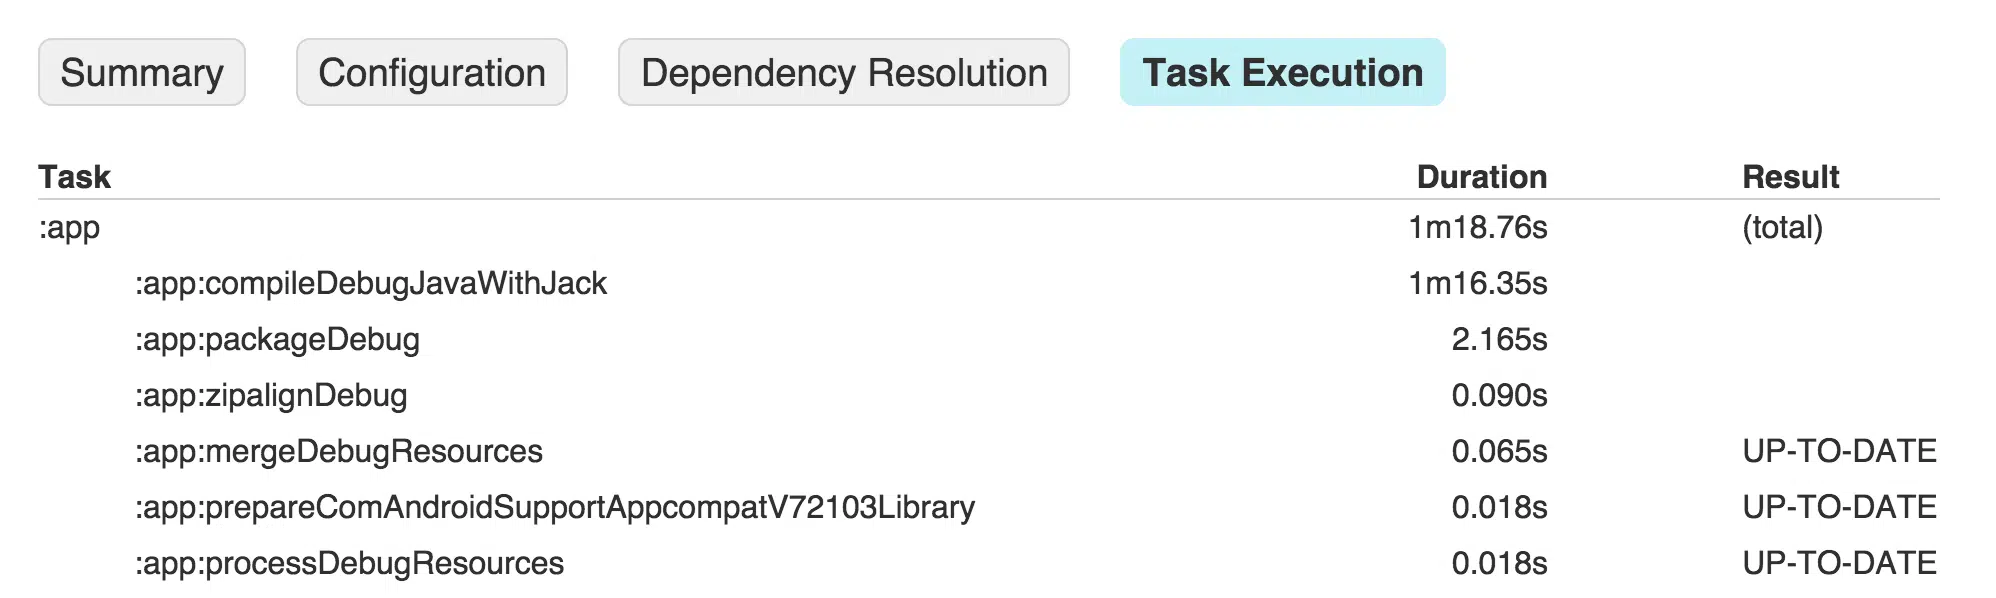 Summary Configuration Dependency Resolution Task Execution
Task Duration Result
:app 1m18.76s (total)
:app:compileDebugJavaWithJack 1m16.35s
:app:packageDebug 2.165s
:app:zipalignDebug 0.090s
:app:mergeDebugResources 0.065s UP-TO-DATE
:app:prepareComAndroidSupportAppcompatV72103Library 0.018s UP-TO-DATE
:app:processDebugResources 0.018s UP-TO-DATE